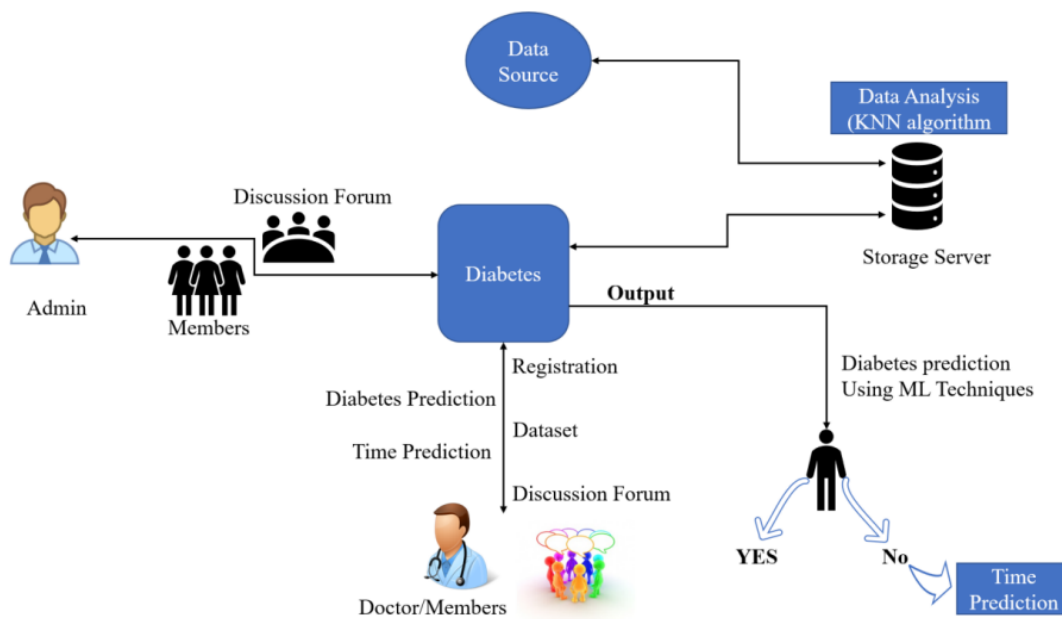 Data
Source
Data Analysis
(KNN algorithm
Storage Server
Discussion Forum
Admin
Members
Diabetes
Output
Registration
Diabetes Prediction
Dataset
Time Prediction
Discussion Forum
Doctor/Members
Diabetes prediction
Using ML Techniques
YES
No
Time
Prediction